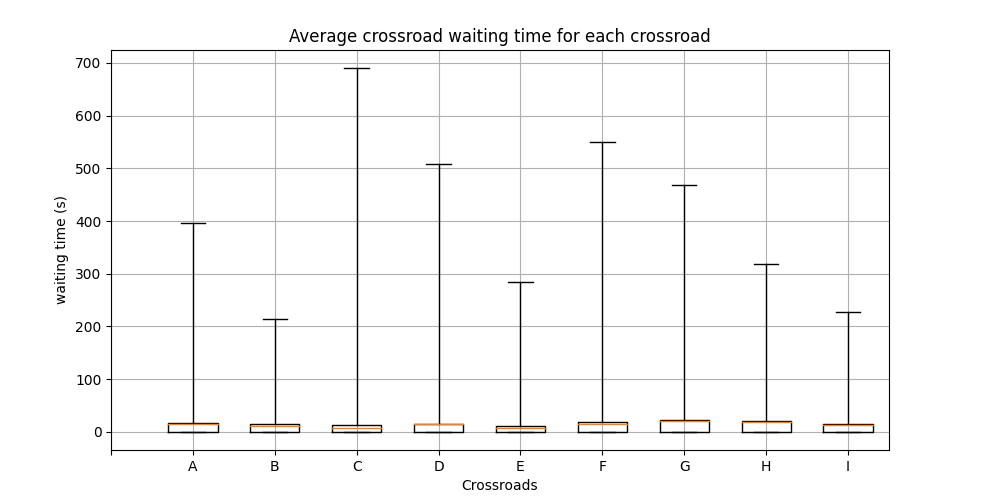 Average crossroad waiting time for each crossroad
waiting time (s)
700
600
500
400
300
200
100
0
A B C D E F G H I
Crossroads